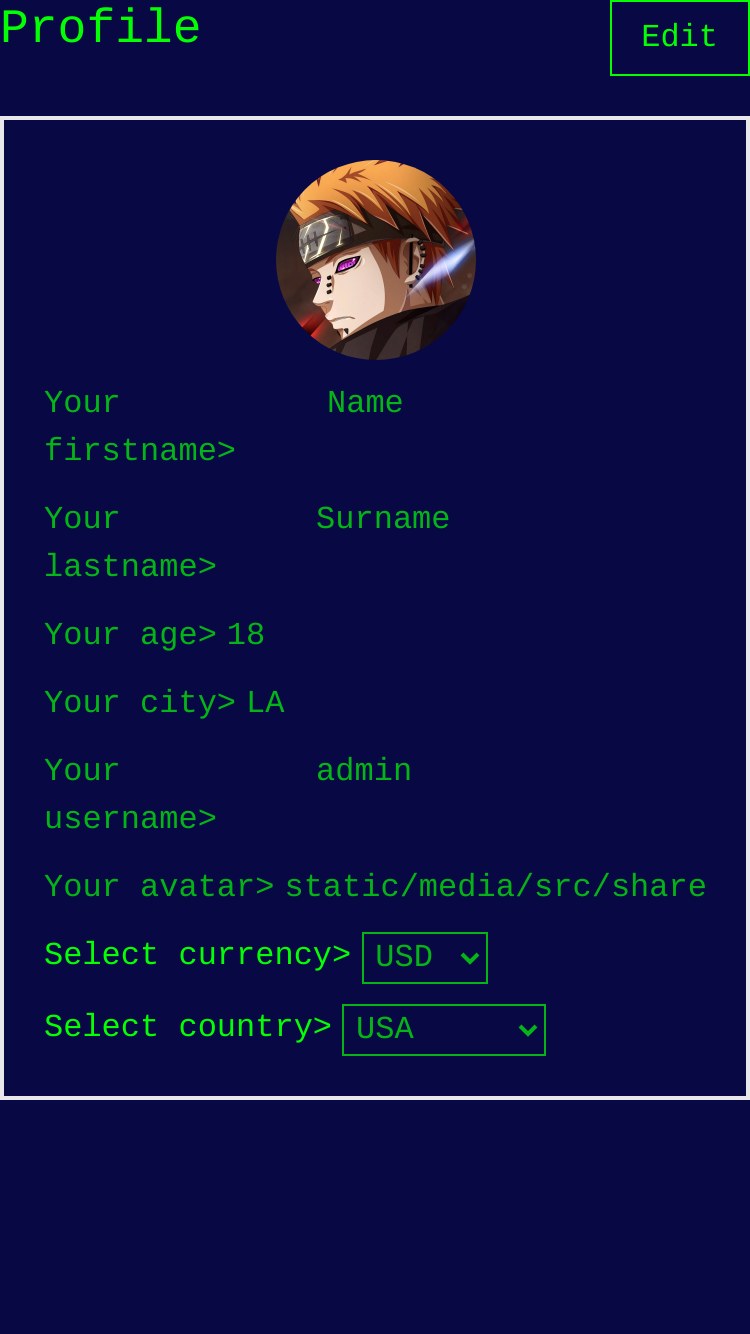 Profile
Edit
Your Name
firstname>
Your Surname
lastname>
Your age> 18
Your city> LA
Your admin
username>
Your avatar> static/media/src/share
Select currency> USD
Select country> USA